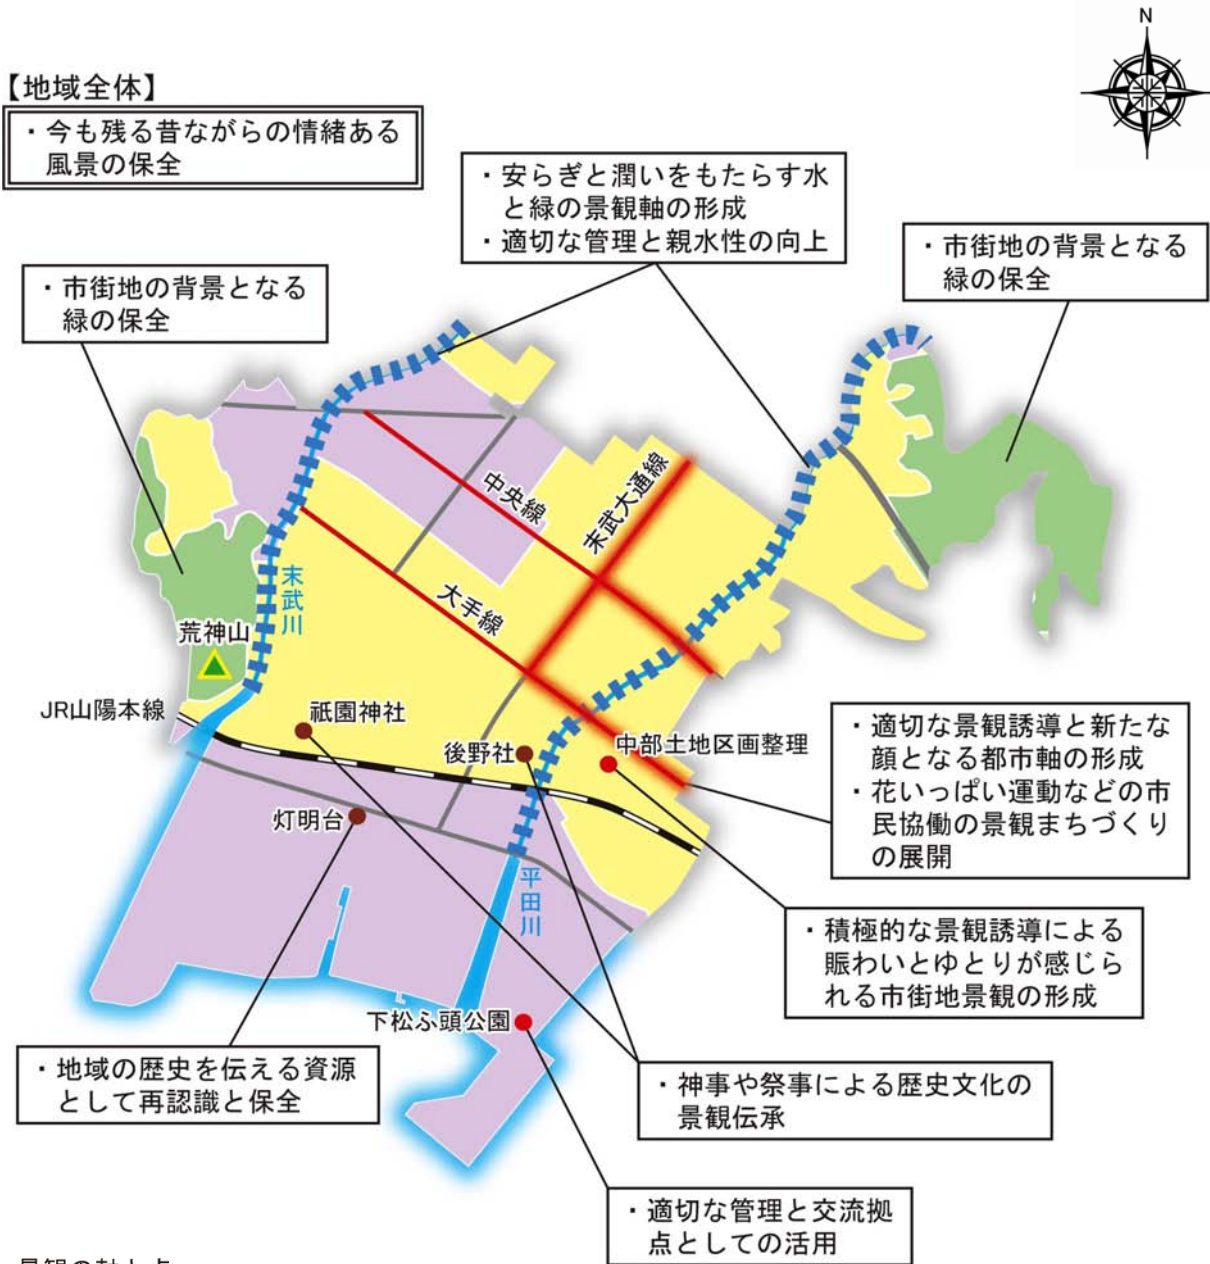 N
【地域全体】
・今も残る昔ながらの情緒ある
風景の保全
・安らぎと潤いをもたらす水
と緑の景観軸の形成
・適切な管理と親水性の向上
・市街地の背景となる
緑の保全
・市街地の背景となる
緑の保全
中央線
末武大通線
大手線
末武川
荒神山
JR山陽本線
祇園神社
後野社
中部土地区画整理
灯明台
平田川
下松ふ頭公園
・適切な景観誘導と新たな
顔となる都市軸の形成
・花いっぱい運動などの市
民協働の景観まちづくり
の展開
・積極的な景観誘導による
賑わいとゆとりが感じら
れる市街地景観の形成
・地域の歴史を伝える資源
として再認識と保全
・神事や祭事による歴史文化の
景観伝承
・適切な管理と交流拠
点としての活用